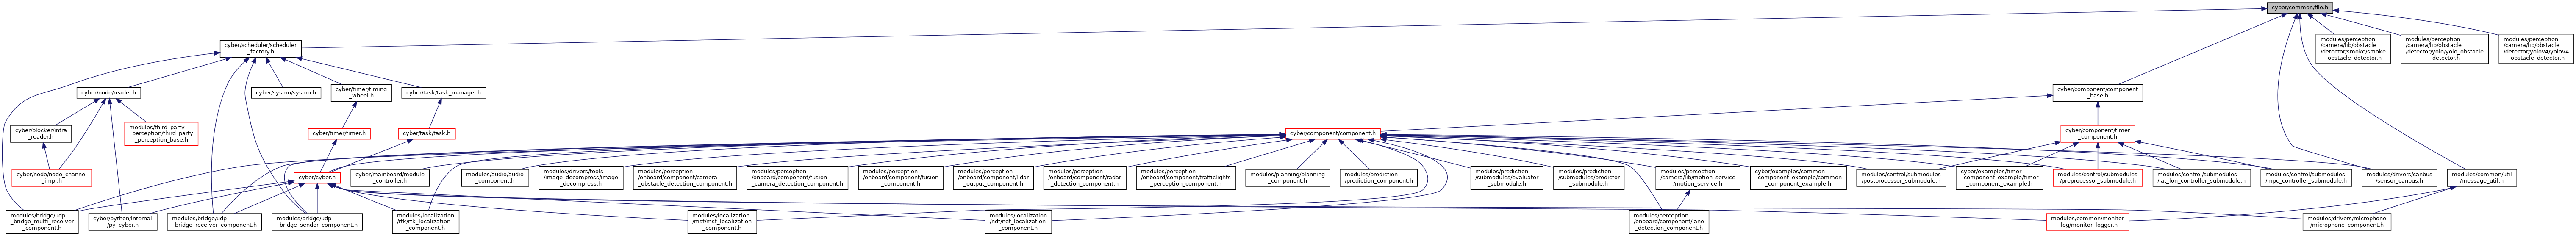 cyber/common/file.h
cyber/scheduler/scheduler
_factory.h
modules/perception
/camera/lib/obstacle
/detector/smoke/smoke
_obstacle_detector.h
modules/perception
/camera/lib/obstacle
/detector/yolo/yolo_obstacle
_detector.h
modules/perception
/camera/lib/obstacle
/detector/yolov4/yolov4
_obstacle_detector.h
cyber/node/reader.h
cyber/sysmo/sysmo.h
cyber/timer/timing
_wheel.h
cyber/task/task_manager.h
cyber/component/component
_base.h
cyber/blocker/intra
_reader.h
modules/third_party
_perception/third_party
_perception_base.h
cyber/timer/timer.h
cyber/task/task.h
cyber/component/component.h
cyber/component/timer
_component.h
cyber/node/node_channel
_impl.h
cyber/cyber.h
cyber/mainboard/module
_controller.h
modules/audio/audio
_component.h
modules/drivers/tools
/image_decompress/image
_decompress.h
modules/perception
/onboard/component/camera
_obstacle_detection_component.h
modules/perception
/onboard/component/fusion
_camera_detection_component.h
modules/perception
/onboard/component/fusion
_component.h
modules/perception
/onboard/component/lidar
_output_component.h
modules/perception
/onboard/component/radar
_detection_component.h
modules/perception
/onboard/component/trafficlights
_perception_component.h
modules/planning/planning
_component.h
modules/prediction
/prediction_component.h
modules/prediction
/submodules/evaluator
_submodule.h
modules/prediction
/submodules/predictor
_submodule.h
modules/perception
/camera/lib/motion_service
/motion_service.h
cyber/examples/common
_component_example/common
_component_example.h
modules/control/submodules
/postprocessor_submodule.h
cyber/examples/timer
_component_example/timer
_component_example.h
modules/control/submodules
/preprocessor_submodule.h
modules/control/submodules
/lat_lon_controller_submodule.h
modules/control/submodules
/mpc_controller_submodule.h
modules/drivers/canbus
/sensor_canbus.h
modules/common/util
/message_util.h
modules/bridge/udp
_bridge_multi_receiver
_component.h
cyber/python/internal
/py_cyber.h
modules/bridge/udp
_bridge_receiver_component.h
modules/bridge/udp
_bridge_sender_component.h
modules/localization
/rtk/rtk_localization
_component.h
modules/localization
/msf/msf_localization
_component.h
modules/localization
/ndt/ndt_localization
_component.h
modules/perception
/onboard/component/lane
_detection_component.h
modules/common/monitor
_log/monitor_logger.h
modules/drivers/microphone
/microphone_component.h